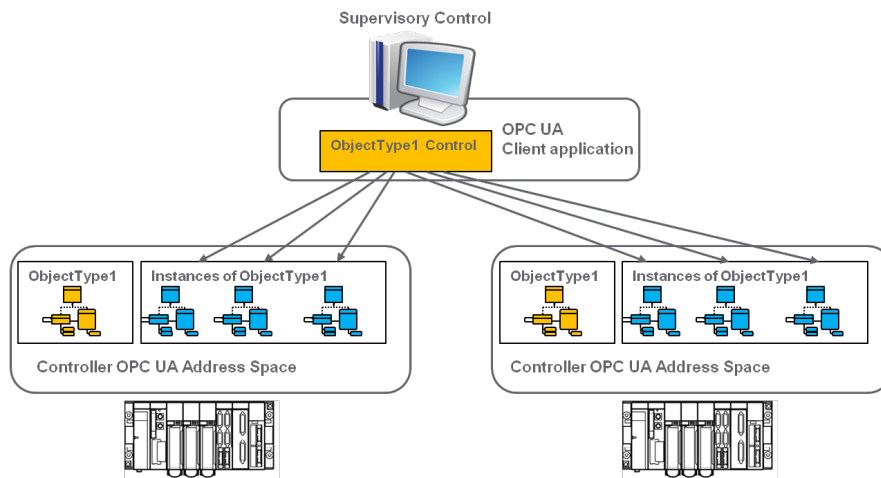 Supervisory Control
OPC UA
Client application
ObjectType1 Control
ObjectType1
Instances of ObjectType1
Controller OPC UA Address Space
ObjectType1
Instances of ObjectType1
Controller OPC UA Address Space